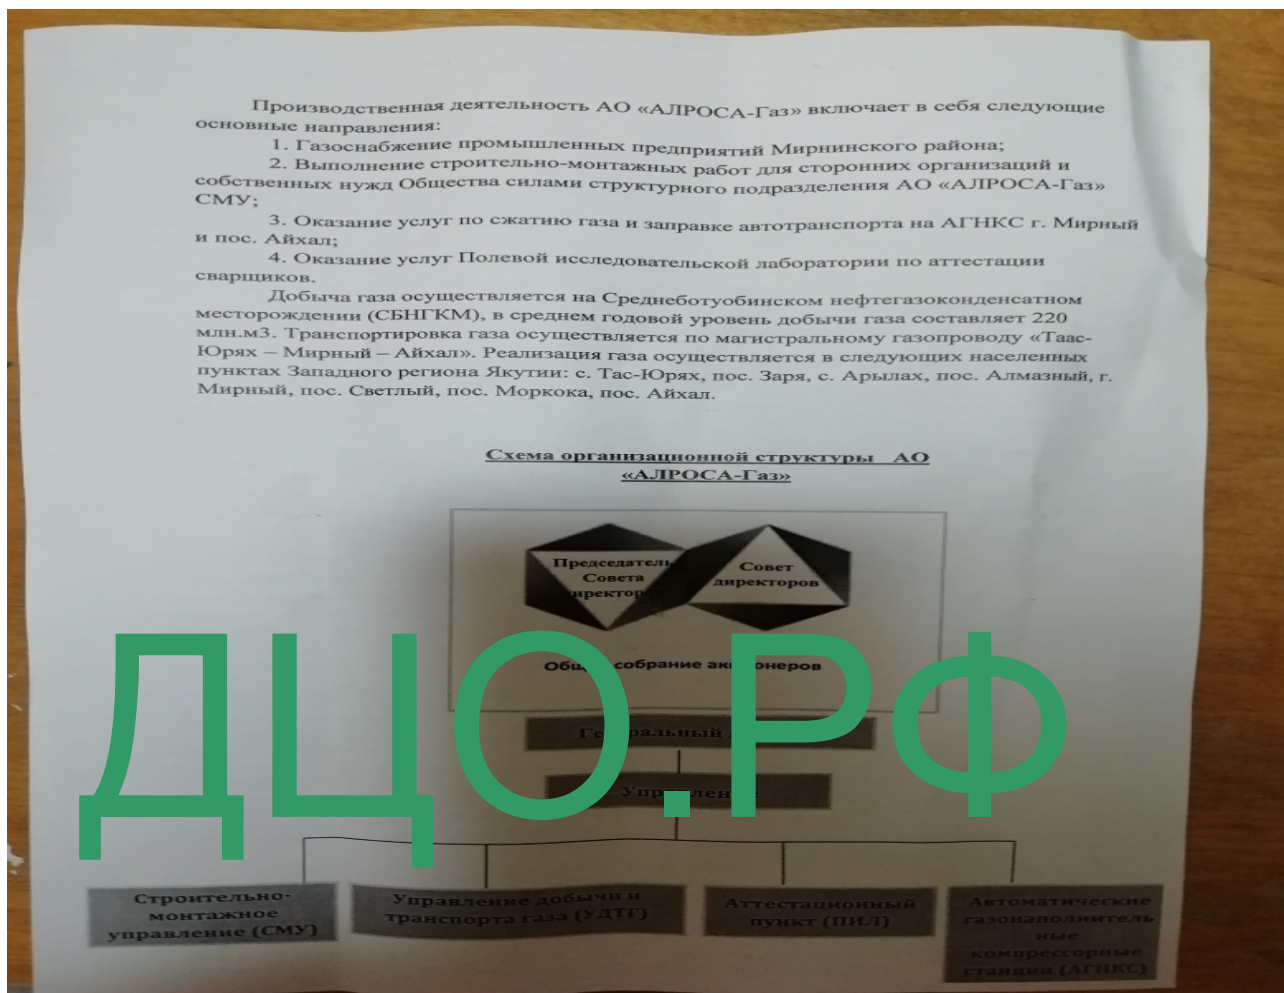 Производственная деятельность АО «АЛРОСА-Газ» включает в себя следующие
основные направления:
1. Газоснабжение промышленных предприятий Мирнинского района;
2. Выполнение строительно-монтажных работ для сторонних организаций и
собственных нужд Общества силами структурного подразделения АО «АЛРОСА-Газ»
СМУ;
3. Оказание услуг по сжатию газа и заправке автотранспорта на АГНКС г. Мирный
и пос. Айхал;
4. Оказание услуг Полевой исследовательской лаборатории по аттестации
сварщиков.
Добыча газа осуществляется на Среднеботуобинском нефтегазоконденсатном
месторождении (СБНГКМ), в среднем годовой уровень добычи газа составляет 220
млн.м3. Транспортировка газа осуществляется по магистральному газопроводу «Таас-
Юрях – Мирный – Айхал». Реализация газа осуществляется в следующих населенных
пунктах Западного региона Якутии: с. Тас-Юрях, пос. Заря, с. Арылах, пос. Алмазный, г.
Мирный, пос. Светлый, пос. Моркока, пос. Айхал.
Схема организационной структуры АО
«АЛРОСА-Газ»
Председатель
Совета
директоров
Совет
директоров
Общее собрание акционеров
ДЦО.РФ
Генеральный
Управление
Строительно-
монтажное
управление (СМУ)
Управление добычи и
транспорта газа (УДТГ)
Аттестационный
пункт (ПИЛ)
Автоматические
газонаполнитель
ные
компрессорные
станции (АГНКС)